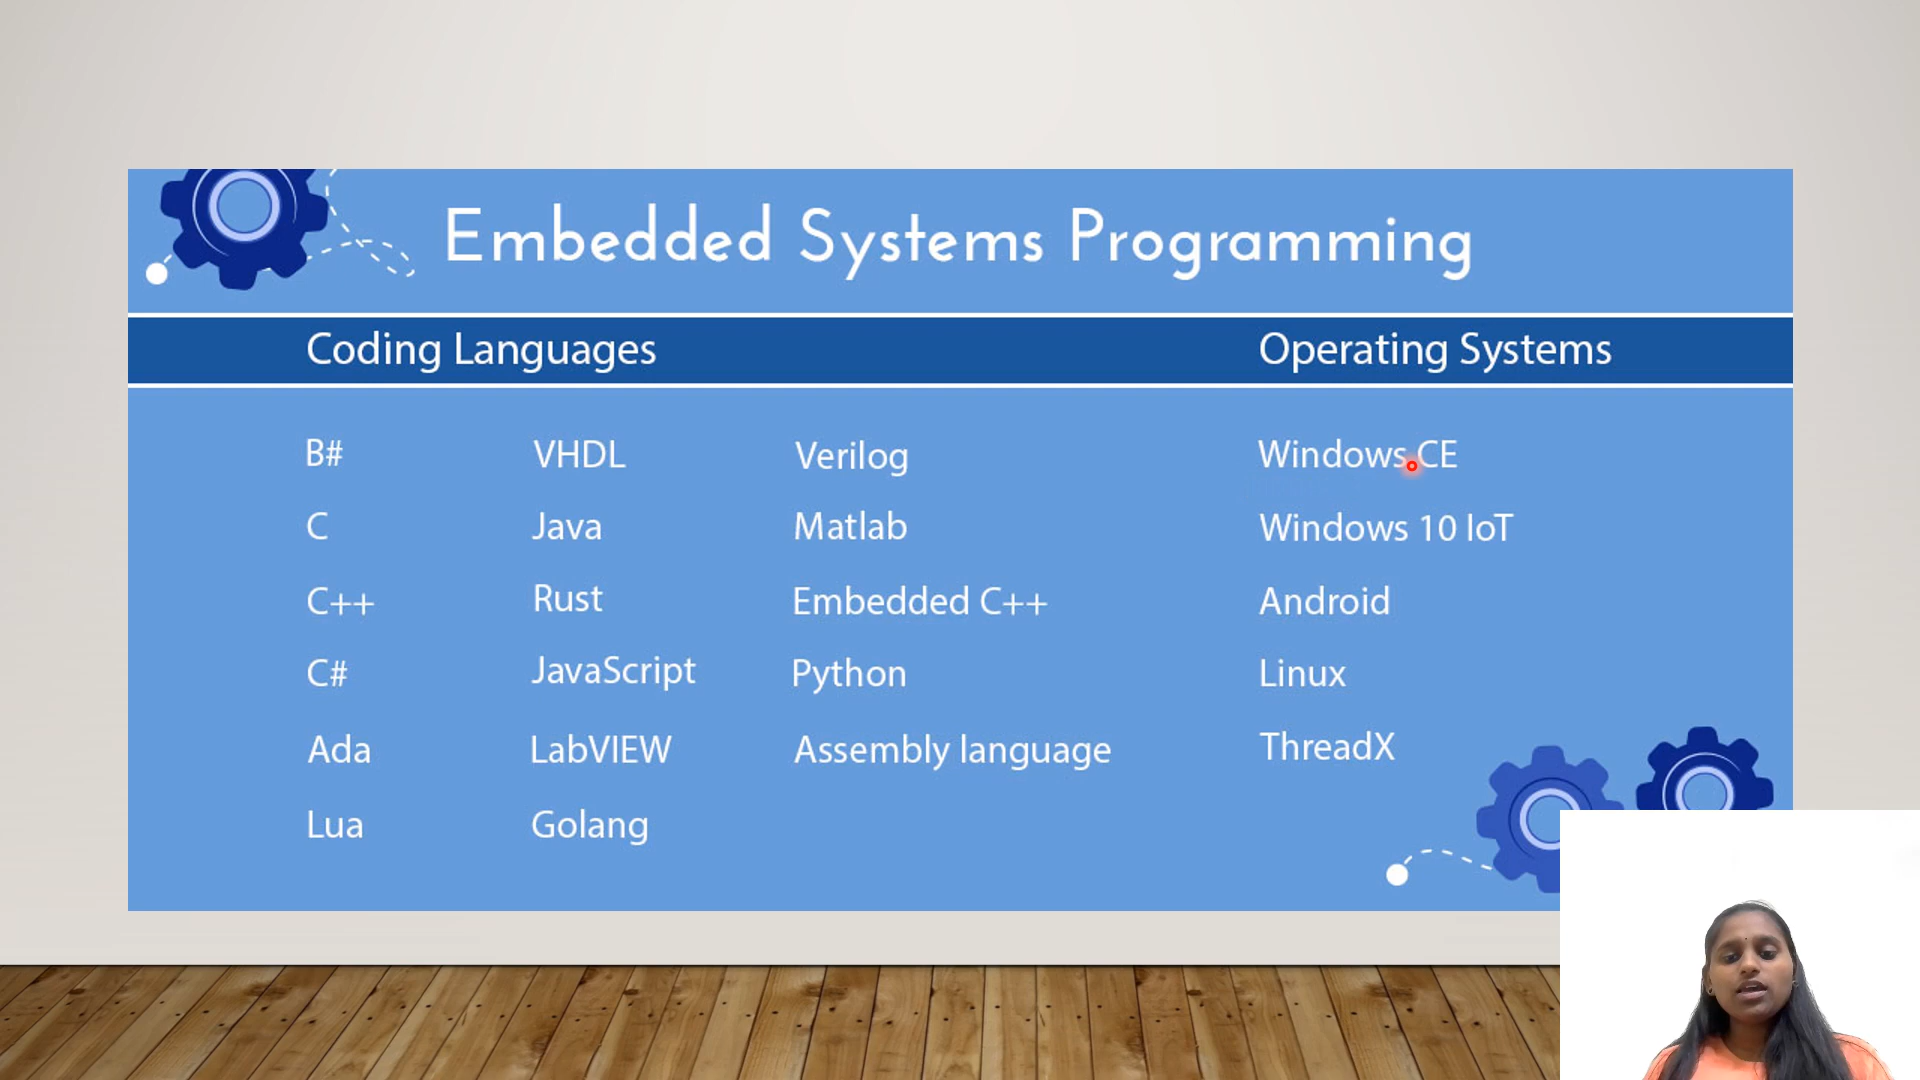 Embedded Systems Programming
Coding Languages
Operating Systems
B#
VHDL
Verilog
Windows CE
C
Java
Matlab
Windows 10 IoT
C++
Rust
Embedded C++
Android
C#
JavaScript
Python
Linux
Ada
LabVIEW
Assembly language
ThreadX
Lua
Golang